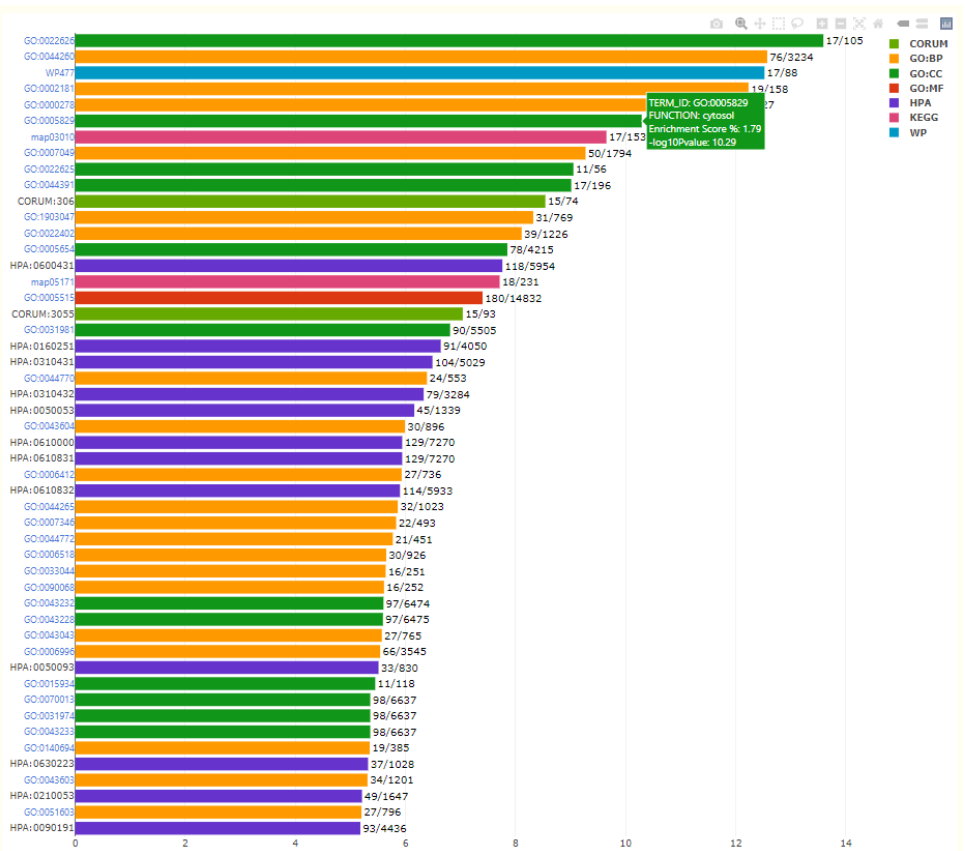 GO:0022626 17/105
GO:0044260 76/3234
WP477 17/88
GO:0002181 19/158
GO:0000278
GO:0005829
map03010 17/153
GO:0007049 50/1794
GO:0022625 11/56
GO:0044391 17/196
CORUM:306 15/74
GO:1903047 31/769
GO:0022402 39/1226
GO:0005654 78/4215
HPA:0600431 118/5954
map05171 18/231
GO:0005515 180/14832
CORUM:3055 15/93
GO:0031981 90/5505
HPA:0160251 91/4050
HPA:0310431 104/5029
GO:0044770 24/553
HPA:0310432 79/3284
HPA:0050053 45/1339
GO:0043604 30/896
HPA:0610000 129/7270
HPA:0610831 129/7270
GO:0006412 27/736
HPA:0610832 114/5933
GO:0044265 32/1023
GO:0007346 22/493
GO:0044772 21/451
GO:0006518 30/926
GO:0033044 16/251
GO:0090068 16/252
GO:0043232 97/6474
GO:0043228 97/6475
GO:0043043 27/765
GO:0006996 66/3545
HPA:0050093 33/830
GO:0015934 11/118
GO:0070013 98/6637
GO:0031974 98/6637
GO:0043233 98/6637
GO:0140694 19/385
HPA:0630223 37/1028
GO:0043603 34/1201
HPA:0210053 49/1647
GO:0051603 27/796
HPA:0090191 93/4436
0 2 4 6 8 10 12 14
TERM_ID: GO:0005829
FUNCTION: cytosol
Enrichment Score %: 1.79
-log10Pvalue: 10.29
CORUM
GO:BP
GO:CC
GO:MF
HPA
KEGG
WP